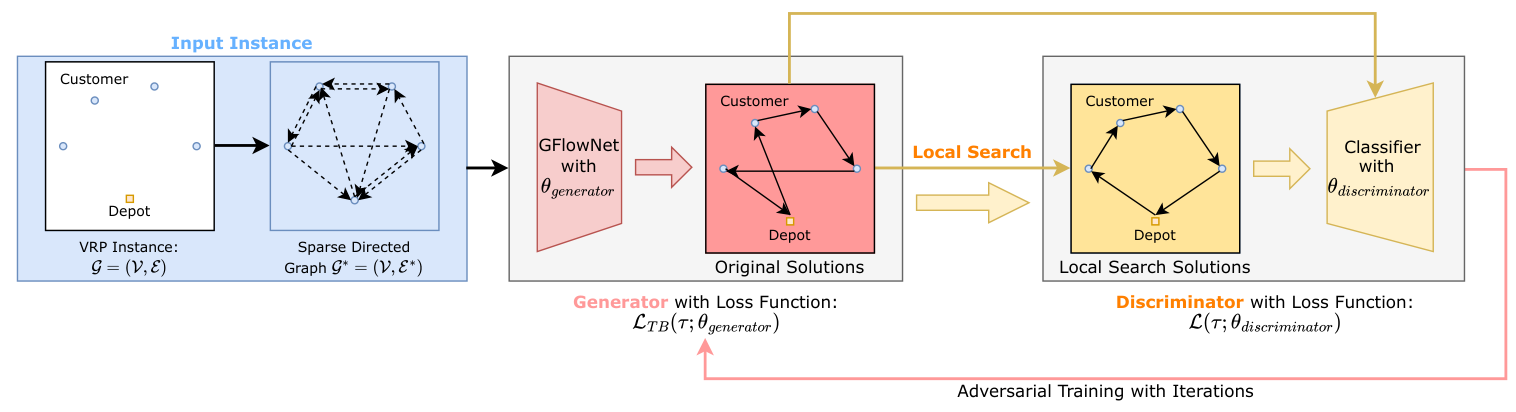 Input Instance
Customer
Depot
VRP Instance:
𝒢 = (𝒱, ℰ)
Sparse Directed
Graph 𝒢* = (𝒱, ℰ*)
GFlowNet
with
θ_generator
Customer
Depot
Original Solutions
Generator with Loss Function:
ℒ_TB(τ; θ_generator)
Local Search
Customer
Depot
Local Search Solutions
Classifier
with
θ_discriminator
Discriminator with Loss Function:
ℒ(τ; θ_discriminator)
Adversarial Training with Iterations